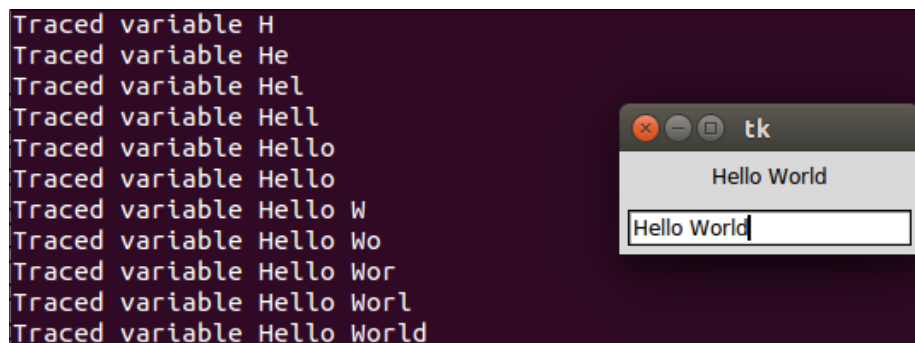 Traced variable H
Traced variable He
Traced variable Hel
Traced variable Hell
Traced variable Hello
Traced variable Hello
Traced variable Hello W
Traced variable Hello Wo
Traced variable Hello Wor
Traced variable Hello Worl
Traced variable Hello World
tk
Hello World
Hello World